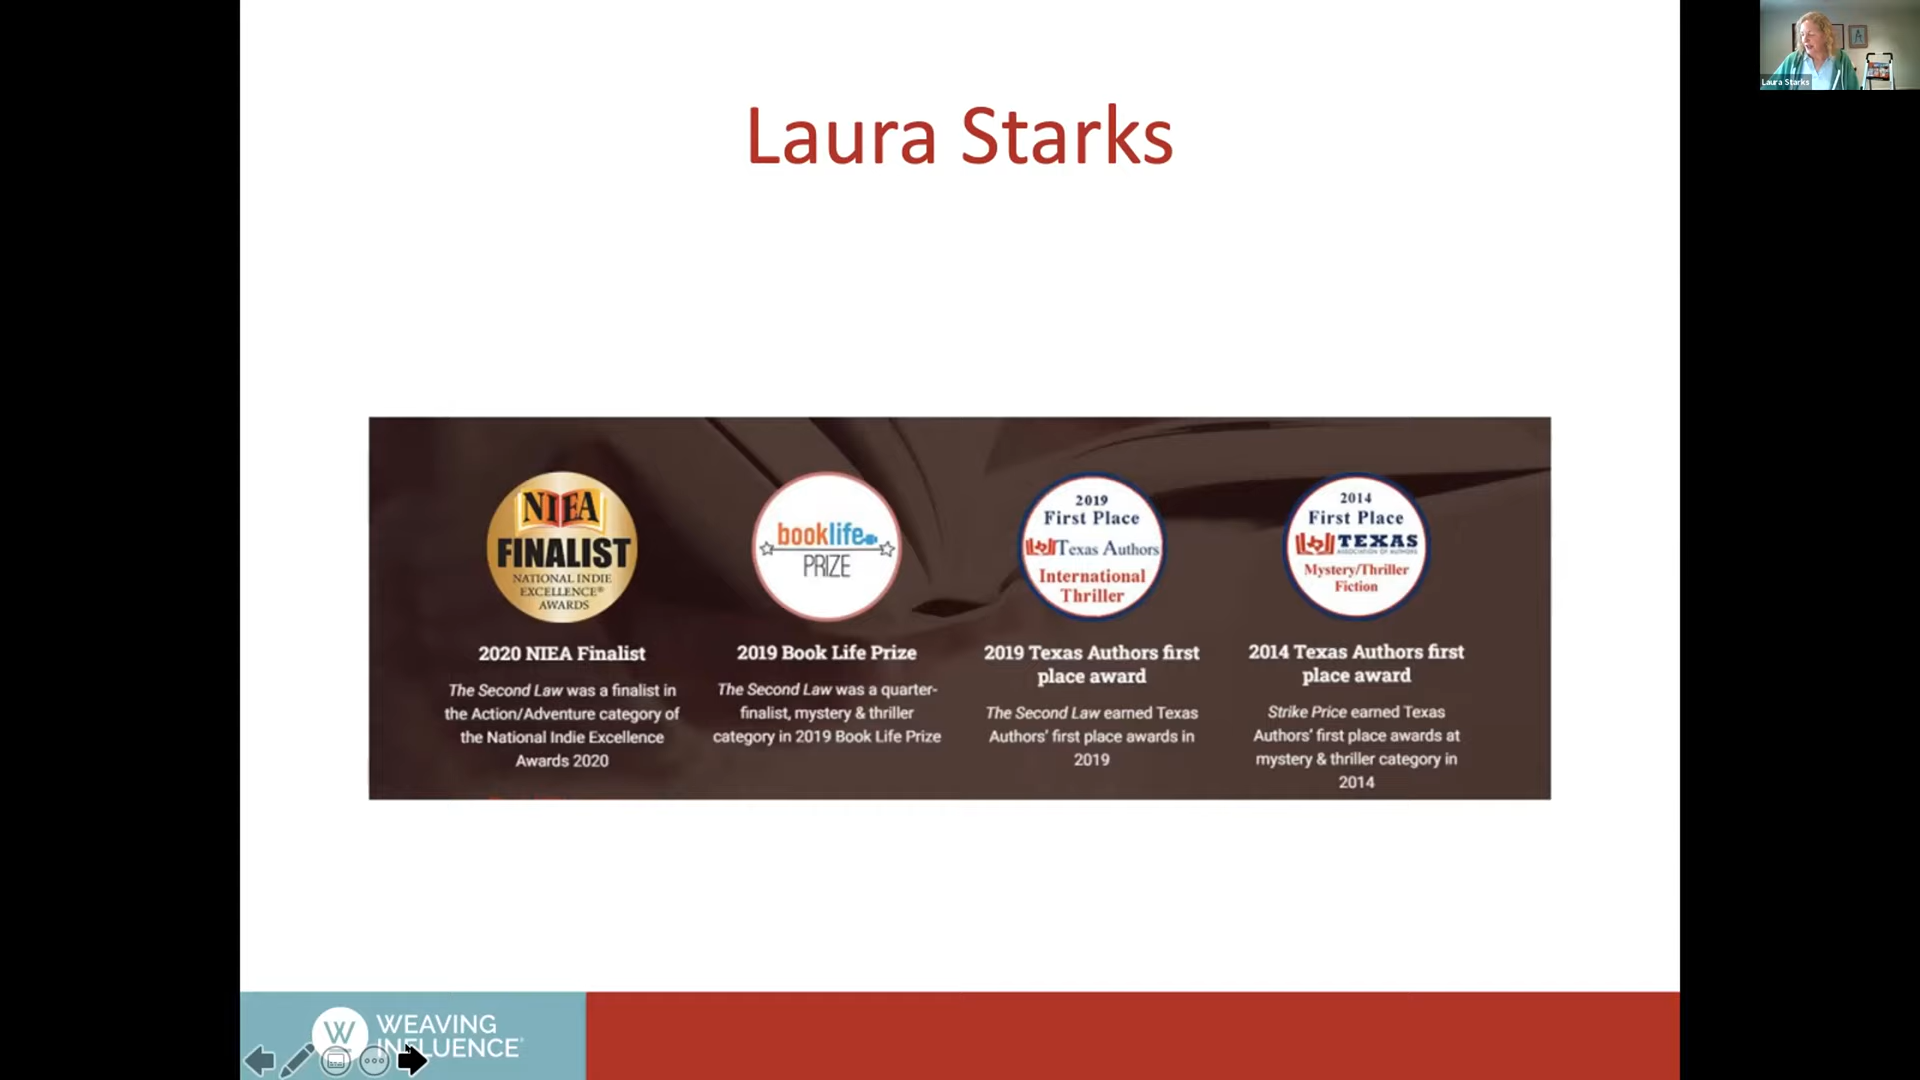 Laura Starks
Laura Starks
NIEA
FINALIST
NATIONAL INDIE
EXCELLENCE®
AWARDS
2020 NIEA Finalist
The Second Law was a finalist in
the Action/Adventure category of
the National Indie Excellence
Awards 2020
booklife
PRIZE
2019 Book Life Prize
The Second Law was a quarter-
finalist, mystery & thriller
category in 2019 Book Life Prize
2019
First Place
Texas Authors
International
Thriller
2019 Texas Authors first
place award
The Second Law earned Texas
Authors' first place awards in
2019
2014
First Place
TEXAS
ASSOCIATION OF AUTHORS
Mystery/Thriller
Fiction
2014 Texas Authors first
place award
Strike Price earned Texas
Authors' first place awards at
mystery & thriller category in
2014
W
WEAVING
INFLUENCE